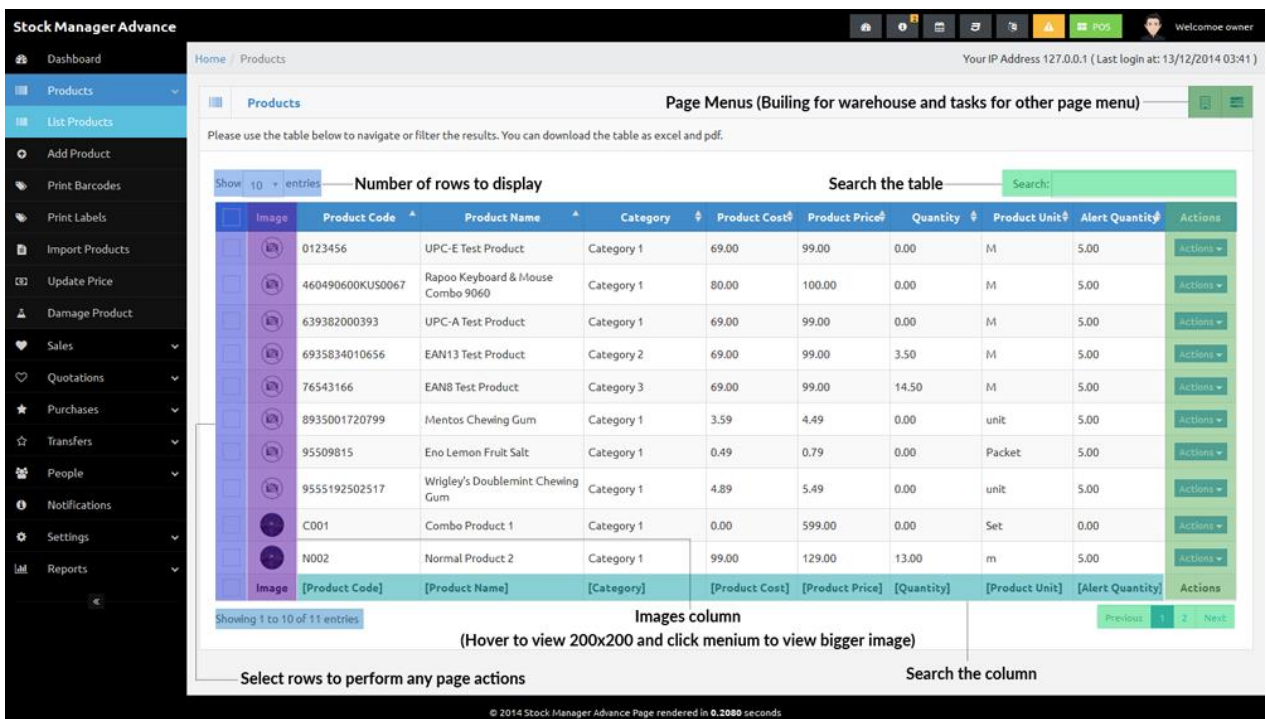 Stock Manager Advance
2
POS
Welcomoe owner
Dashboard
Home / Products
Your IP Address 127.0.0.1 ( Last login at: 13/12/2014 03:41 )
Products
List Products
Add Product
Print Barcodes
Print Labels
Import Products
Update Price
Damage Product
Sales
Quotations
Purchases
Transfers
People
Notifications
Settings
Reports
Products
Page Menus (Builing for warehouse and tasks for other page menu)
Please use the table below to navigate or filter the results. You can download the table as excel and pdf.
Show 10 entries
Number of rows to display
Search the table
Search:
Image Product Code Product Name Category Product Cost Product Price Quantity Product Unit Alert Quantity Actions
0123456 UPC-E Test Product Category 1 69.00 99.00 0.00 M 5.00 Actions
460490600KUS0067 Rapoo Keyboard & Mouse Combo 9060 Category 1 80.00 100.00 0.00 M 5.00 Actions
639382000393 UPC-A Test Product Category 1 69.00 99.00 0.00 M 5.00 Actions
6935834010656 EAN13 Test Product Category 2 69.00 99.00 3.50 M 5.00 Actions
76543166 EAN8 Test Product Category 3 69.00 99.00 14.50 M 5.00 Actions
8935001720799 Mentos Chewing Gum Category 1 3.59 4.49 0.00 unit 5.00 Actions
95509815 Eno Lemon Fruit Salt Category 1 0.49 0.79 0.00 Packet 5.00 Actions
9555192502517 Wrigley's Doublemint Chewing Gum Category 1 4.89 5.49 0.00 unit 5.00 Actions
C001 Combo Product 1 Category 1 0.00 599.00 0.00 Set 0.00 Actions
N002 Normal Product 2 Category 1 99.00 129.00 13.00 m 5.00 Actions
Image [Product Code] [Product Name] [Category] [Product Cost] [Product Price] [Quantity] [Product Unit] [Alert Quantity] Actions
Showing 1 to 10 of 11 entries
Images column
Previous 1 2 Next
(Hover to view 200x200 and click menium to view bigger image)
Select rows to perform any page actions
Search the column
© 2014 Stock Manager Advance Page rendered in 0.2080 seconds